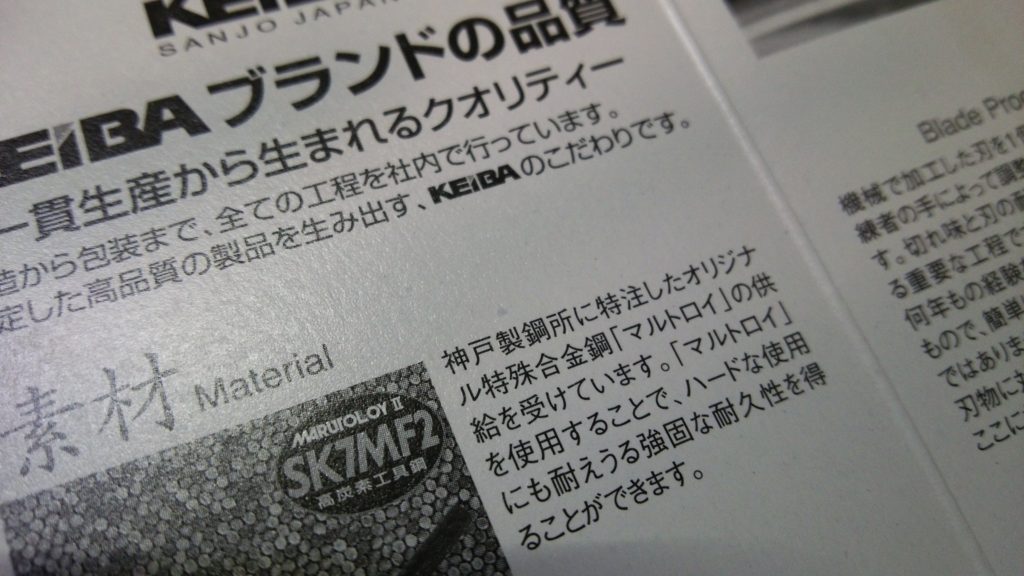 KEIBA
SANJO JAPAN
KEIBA ブランドの品質
一貫生産から生まれるクオリティー
から包装まで、全ての工程を社内で行っています。
定した高品質の製品を生み出す、KEIBAのこだわりです。
素材 Material
MARUTOLOY II
SK7MF2
高炭素工具鋼
神戸製鋼所に特注したオリジナ
ル特殊合金鋼「マルトロイ」の供
給を受けています。「マルトロイ」
を使用することで、ハードな使用
にも耐えうる強固な耐久性を得
ることができます。
Blade
機械で加工した刃を1
練者の手によって調整
す。切れ味と刃の
る重要な工程で
何年もの経験
もので、簡単
ではありま
刃物に
ここに